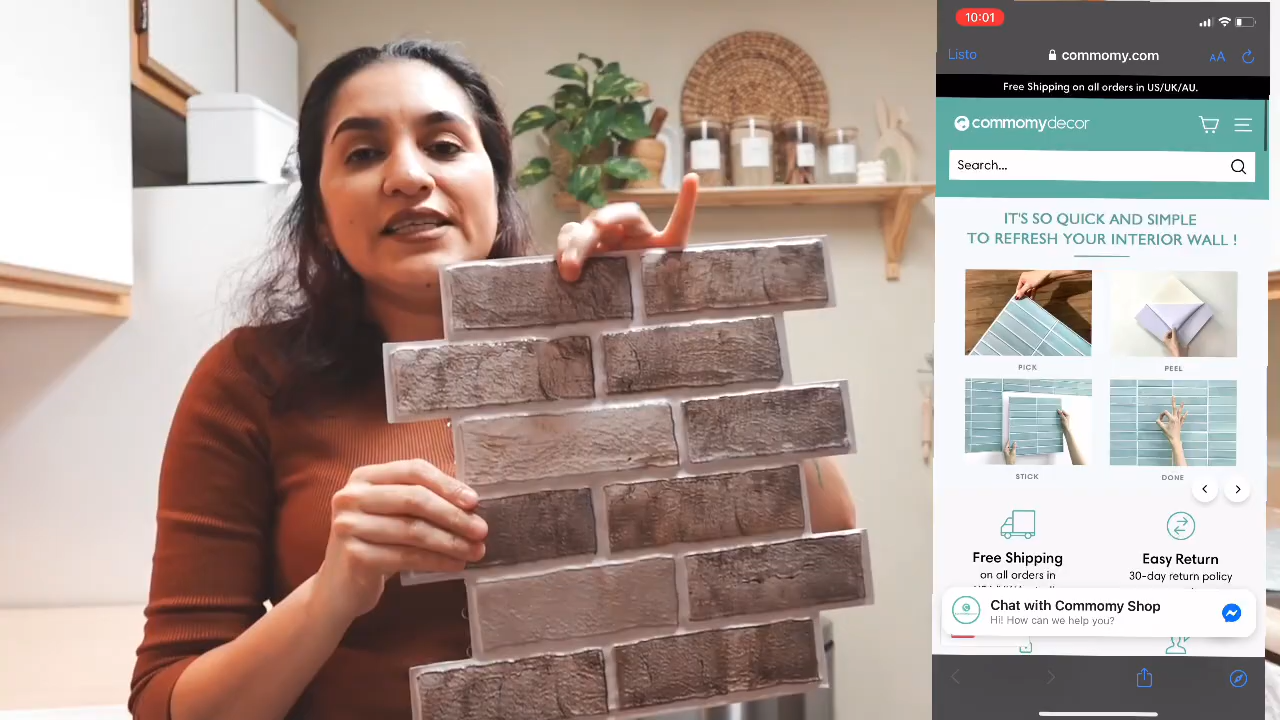 10:01
Listo
commomy.com
AA
Free Shipping on all orders in US/UK/AU.
commomydecor
Search...
IT'S SO QUICK AND SIMPLE
TO REFRESH YOUR INTERIOR WALL !
PICK
PEEL
STICK
DONE
Free Shipping
on all orders in
Easy Return
30-day return policy
Chat with Commomy Shop
Hi! How can we help you?